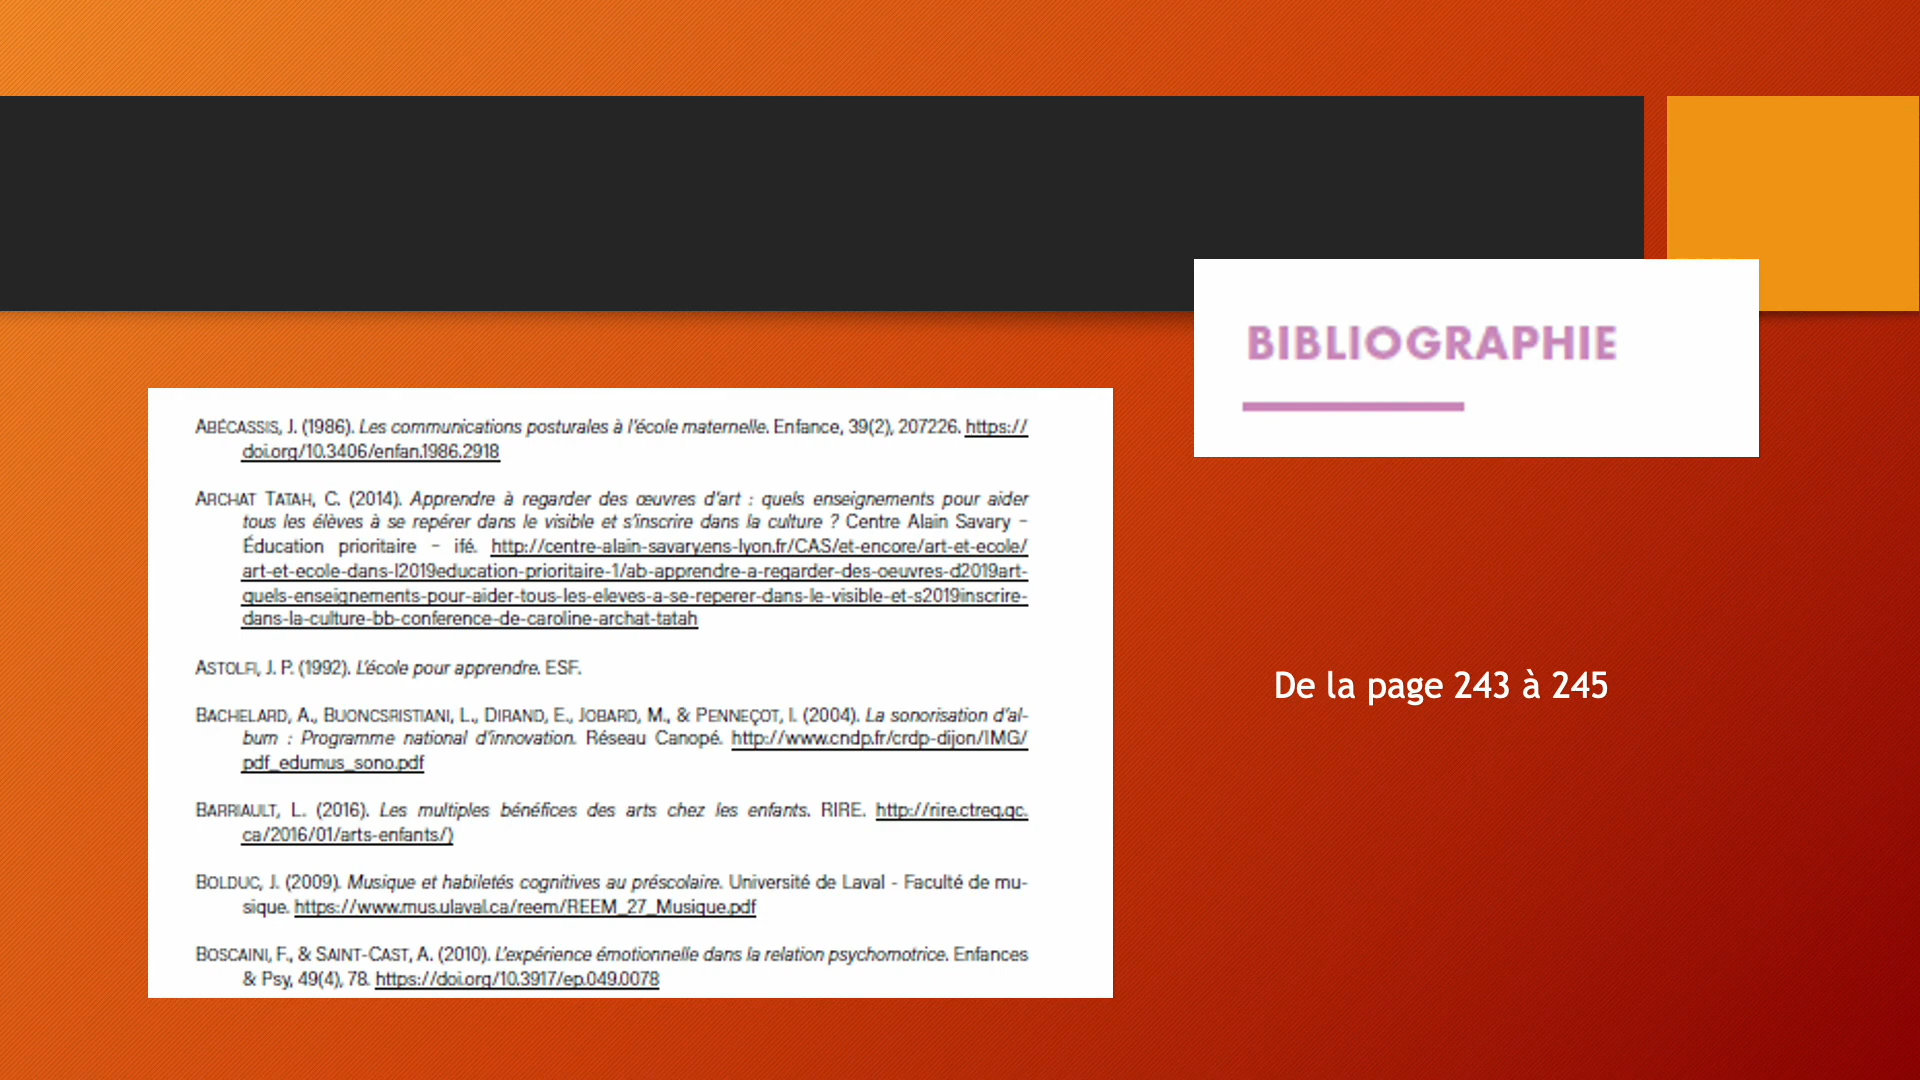 BIBLIOGRAPHIE
ABÉCASSIS, J. (1986). Les communications posturales à l'école maternelle. Enfance, 39(2), 207226. https://
doi.org/10.3406/enfan.1986.2918
ARCHAT TATAH, C. (2014). Apprendre à regarder des œuvres d'art : quels enseignements pour aider
tous les élèves à se repérer dans le visible et s'inscrire dans la culture ? Centre Alain Savary –
Éducation prioritaire – ifé. http://centre-alain-savary.ens-lyon.fr/CAS/et-encore/art-et-ecole/
art-et-ecole-dans-l2019education-prioritaire-1/ab-apprendre-a-regarder-des-oeuvres-d2019art-
quels-enseignements-pour-aider-tous-les-eleves-a-se-reperer-dans-le-visible-et-s2019inscrire-
dans-la-culture-bb-conference-de-caroline-archat-tatah
ASTOLFI, J. P. (1992). L'école pour apprendre. ESF.
BACHELARD, A., BUONCSRISTIANI, L., DIRAND, E., JOBARD, M., & PENNEÇOT, I. (2004). La sonorisation d'al-
bum : Programme national d'innovation. Réseau Canopé. http://www.cndp.fr/crdp-dijon/IMG/
pdf_edumus_sono.pdf
BARRIAULT, L. (2016). Les multiples bénéfices des arts chez les enfants. RIRE. http://rire.ctreq.qc.
ca/2016/01/arts-enfants/)
BOLDUC, J. (2009). Musique et habiletés cognitives au préscolaire. Université de Laval - Faculté de mu-
sique. https://www.mus.ulaval.ca/reem/REEM_27_Musique.pdf
BOSCAINI, F., & SAINT-CAST, A. (2010). L'expérience émotionnelle dans la relation psychomotrice. Enfances
& Psy, 49(4), 78. https://doi.org/10.3917/ep.049.0078
De la page 243 à 245